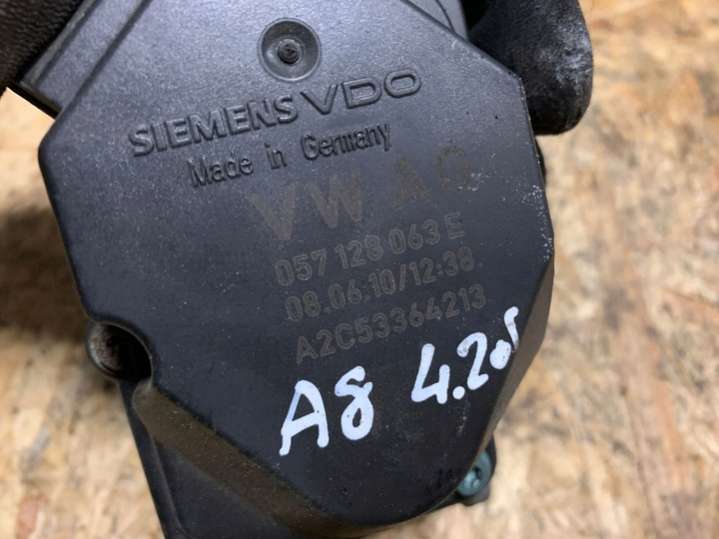 SIEMENS VDO
Made in Germany
VW AG
057 128 063 E
08.06.10/12:38
A2C53364213
A8 4.2